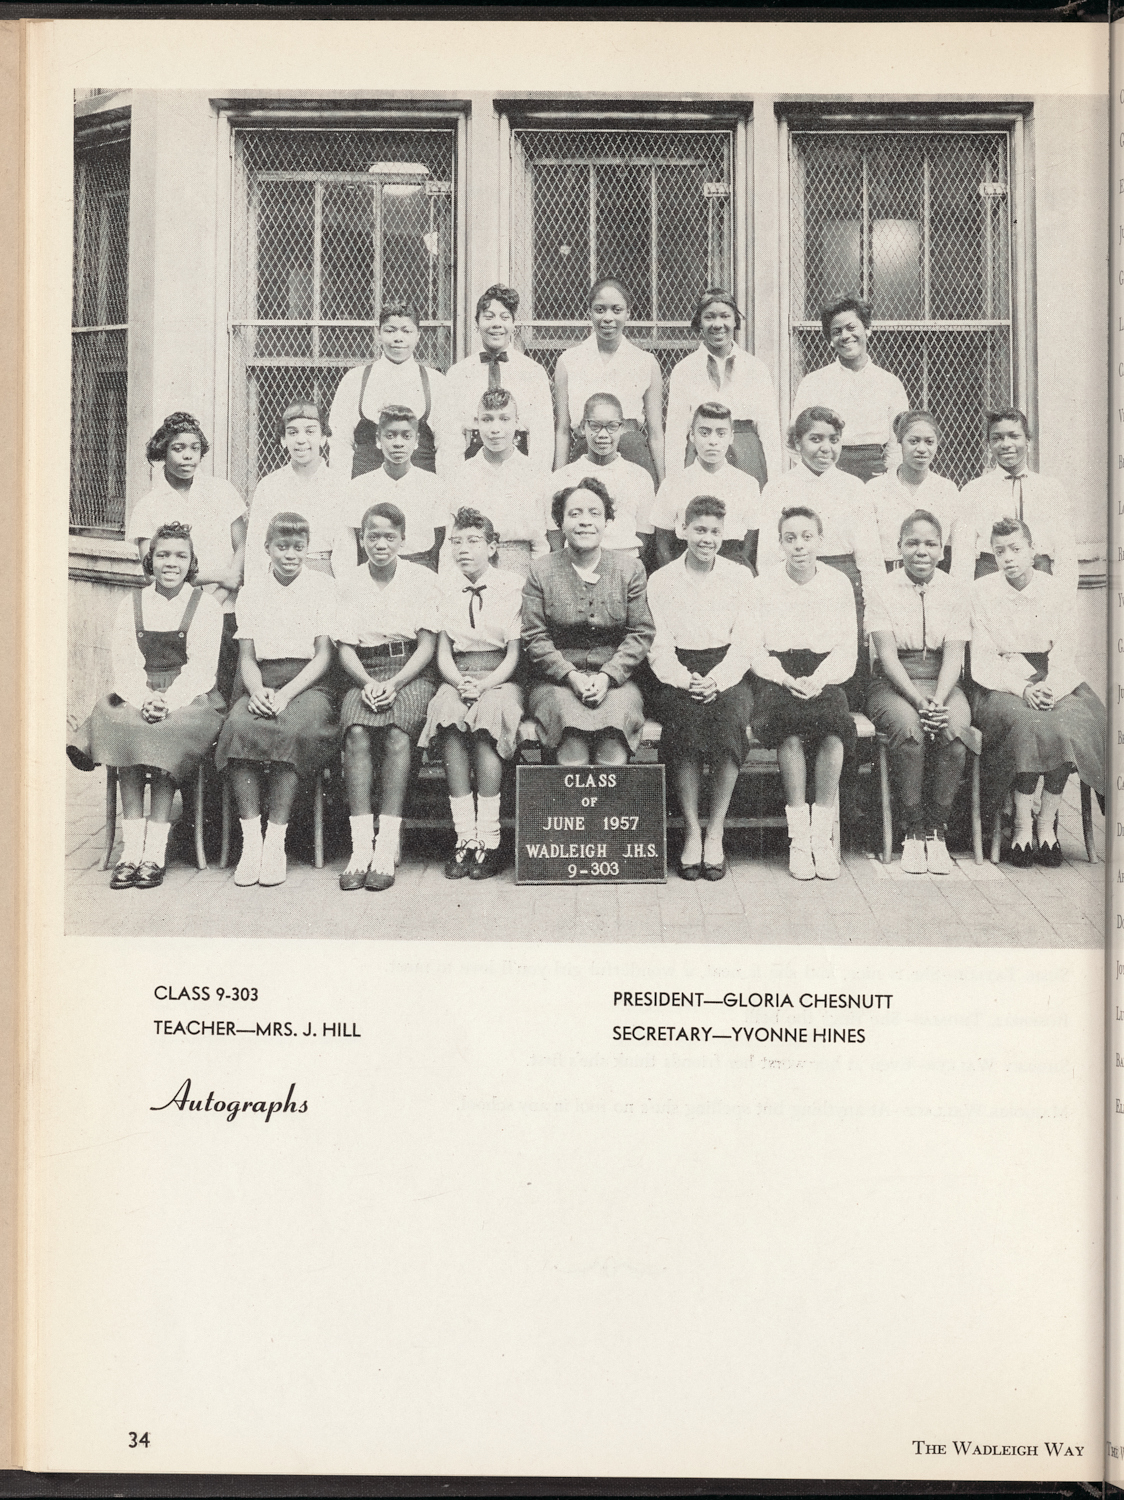 CLASS
OF
JUNE 1957
WADLEIGH J.H.S.
9-303
CLASS 9-303
TEACHER—MRS. J. HILL
PRESIDENT—GLORIA CHESNUTT
SECRETARY—YVONNE HINES
Autographs
34
THE WADLEIGH WAY